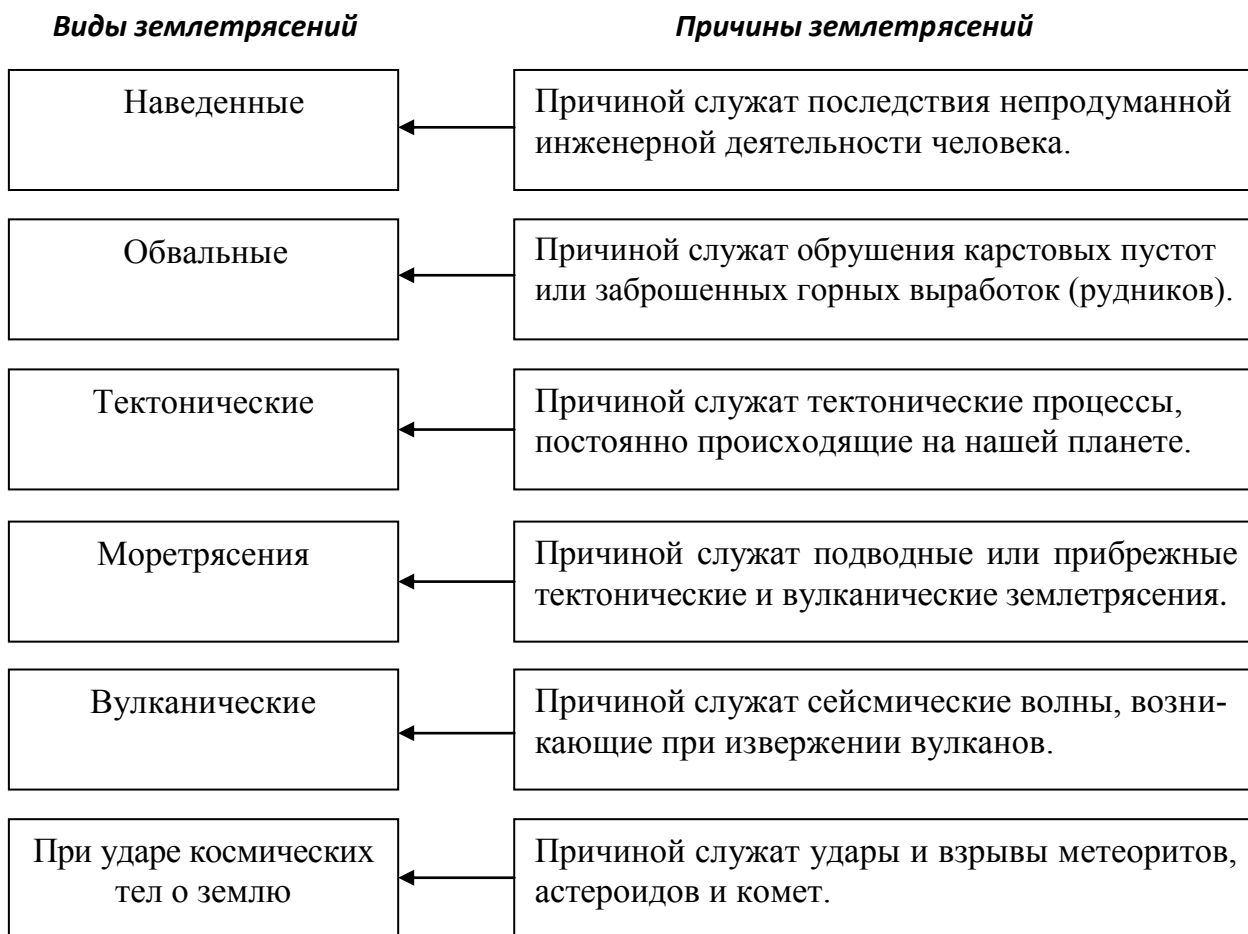 Виды землетрясений
Причины землетрясений
Наведенные
Причиной служат последствия непродуманной
инженерной деятельности человека.
Обвальные
Причиной служат обрушения карстовых пустот
или заброшенных горных выработок (рудников).
Тектонические
Причиной служат тектонические процессы,
постоянно происходящие на нашей планете.
Моретрясения
Причиной служат подводные или прибрежные
тектонические и вулканические землетрясения.
Вулканические
Причиной служат сейсмические волны, возни-
кающие при извержении вулканов.
При ударе космических
тел о землю
Причиной служат удары и взрывы метеоритов,
астероидов и комет.